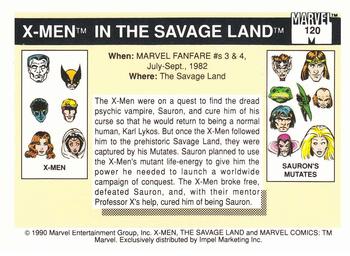 X-MEN™ IN THE SAVAGE LAND™
MARVEL
120
When: MARVEL FANFARE #s 3 & 4,
July-Sept., 1982
Where: The Savage Land
The X-Men were on a quest to find the dread
psychic vampire, Sauron, and cure him of his
curse so that he would return to being a normal
human, Karl Lykos. But once the X-Men followed
him to the prehistoric Savage Land, they
were captured by his Mutates. Sauron planned to use
the X-Men's mutant life-energy to give him the
power he needed to launch a worldwide
campaign of conquest. The X-Men broke free,
defeated Sauron, and, with their mentor
Professor X's help, cured him of being Sauron.
X-MEN
SAURON'S
MUTATES
© 1990 Marvel Entertainment Group, Inc. X-MEN, THE SAVAGE LAND and MARVEL COMICS: TM
Marvel. Exclusively distributed by Impel Marketing Inc.